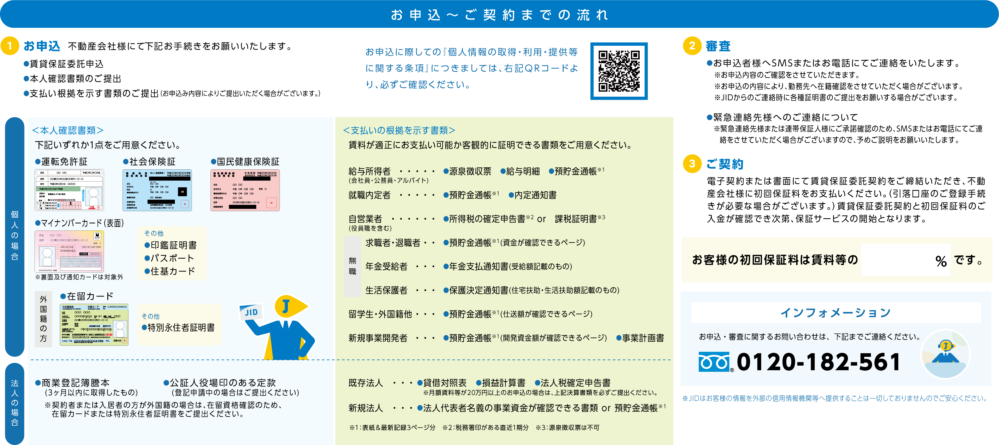 お申込～ご契約までの流れ
1 お申込 不動産会社様にて下記お手続きをお願いいたします。
●賃貸保証委託申込
●本人確認書類のご提出
●支払い根拠を示す書類のご提出(お申込み内容によりご提出いただく場合がございます。)
お申込に際しての『個人情報の取得・利用・提供等
に関する条項』につきましては、右記QRコードよ
り、必ずご確認ください。
個人の場合
＜本人確認書類＞
下記いずれか1点をご用意ください。
●運転免許証 ●社会保険証 ●国民健康保険証
●マイナンバーカード(表面)
※裏面及び通知カードは対象外
その他
●印鑑証明書
●パスポート
●住基カード
外国籍の方
●在留カード
その他
●特別永住者証明書
JID
J
＜支払いの根拠を示す書類＞
賃料が適正にお支払い可能か客観的に証明できる書類をご用意ください。
給与所得者 ・・・・・ ●源泉徴収票 ●給与明細 ●預貯金通帳※1
(会社員・公務員・アルバイト)
就職内定者 ・・・・・ ●預貯金通帳※1 ●内定通知書
自営業者 ・・・・・・ ●所得税の確定申告書※2 or 課税証明書※3
(役員職を含む)
無職
求職者・退職者・・ ●預貯金通帳※1(資金が確認できるページ)
年金受給者 ・・・ ●年金支払通知書(受給額記載のもの)
生活保護者 ・・・ ●保護決定通知書(住宅扶助・生活扶助額記載のもの)
留学生・外国籍他・・・ ●預貯金通帳※1(仕送額が確認できるページ)
新規事業開発者 ・・・ ●預貯金通帳※1(開発資金額が確認できるページ) ●事業計画書
法人の場合
●商業登記簿謄本
(3ヶ月以内に取得したもの)
●公証人役場印のある定款
(登記申請中の場合はご提出ください)
※契約者または入居者の方が外国籍の場合は、在留資格確認のため、
在留カードまたは特別永住者証明書をご提出ください。
既存法人 ・・・●貸借対照表 ●損益計算書 ●法人税確定申告書
※月額賃料等が20万円以上のお申込の場合は、上記決算書類を必ずご提出ください。
新規法人 ・・・●法人代表者名義の事業資金が確認できる書類 or 預貯金通帳※1
※1:表紙＆最新記録3ページ分 ※2:税務署印がある直近1期分 ※3:源泉徴収票は不可
2 審査
●お申込者様へSMSまたはお電話にてご連絡をいたします。
※お申込内容のご確認をさせていただきます。
※お申込の内容により、勤務先へ在籍確認をさせていただく場合がございます。
※JIDからのご連絡時に各種証明書のご提出をお願いする場合がございます。
●緊急連絡先様へのご連絡について
※緊急連絡先様または連帯保証人様にご承諾確認のため、SMSまたはお電話にてご連
絡をさせていただく場合がございますので、予めご説明をお願いいたします。
3 ご契約
電子契約または書面にて賃貸保証委託契約をご締結いただき、不動
産会社様に初回保証料をお支払いください。(引落口座のご登録手続
きが必要な場合がございます。)賃貸保証委託契約と初回保証料のご
入金が確認でき次第、保証サービスの開始となります。
お客様の初回保証料は賃料等の % です。
インフォメーション
お申込・審査に関するお問い合わせは、下記までご連絡ください。
® 0120-182-561
J
※JIDはお客様の情報を外部の信用情報機関等へ提供することは一切しておりませんのでご安心ください。